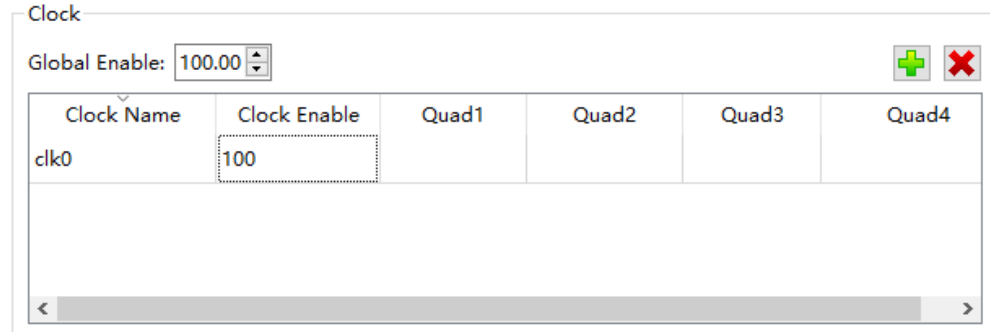 Clock
Global Enable: 100.00
Clock Name Clock Enable Quad1 Quad2 Quad3 Quad4
clk0 100